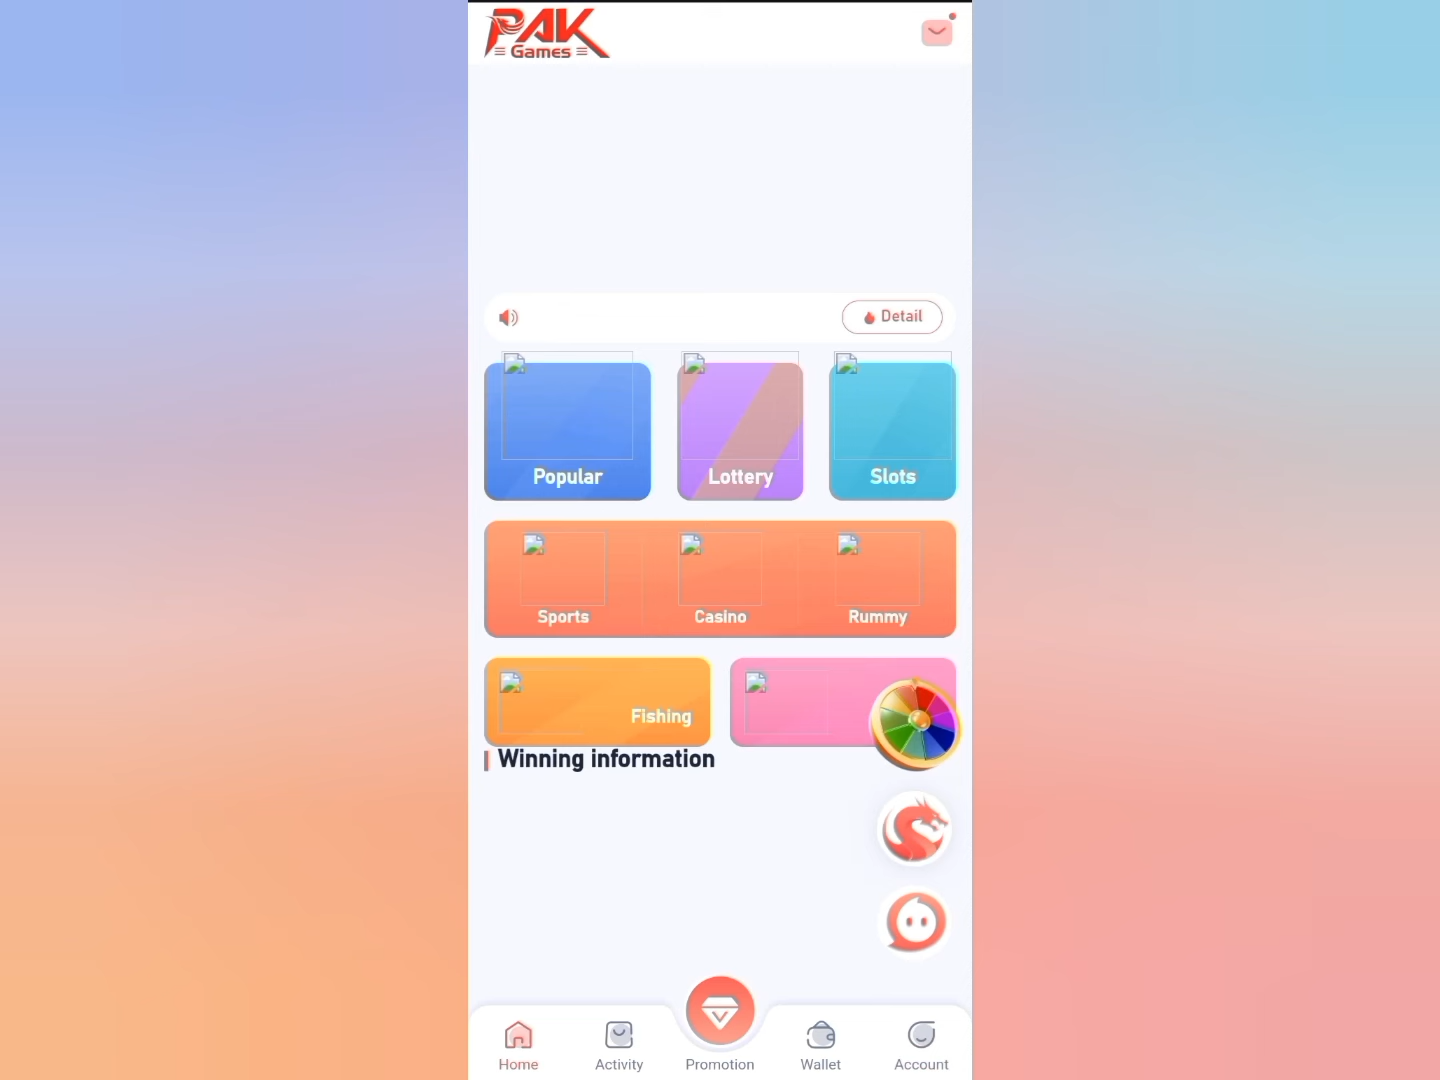 PAK
Games
Detail
Popular
Lottery
Slots
Sports
Casino
Rummy
Fishing
Winning information
Home
Activity
Promotion
Wallet
Account